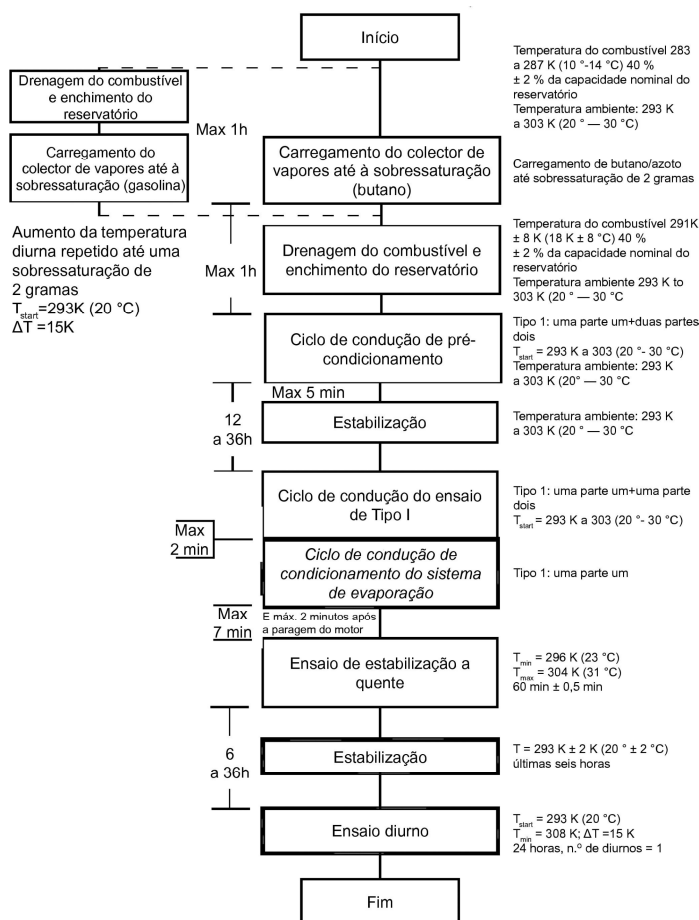 Início
Temperatura do combustível 283
a 287 K (10 °-14 °C) 40 %
± 2 % da capacidade nominal do
reservatório
Temperatura ambiente: 293 K
a 303 K (20 ° — 30 °C)
Drenagem do combustível
e enchimento do
reservatório
Max 1h
Carregamento do
colector de vapores até à
sobressaturação (gasolina)
Carregamento do colector de
vapores até à sobressaturação
(butano)
Carregamento de butano/azoto
até sobressaturação de 2 gramas
Aumento da temperatura
diurna repetido até uma
sobressaturação de
2 gramas
Tstart=293K (20 °C)
ΔT =15K
Max 1h
Drenagem do combustível e
enchimento do reservatório
Temperatura do combustível 291K
± 8 K (18 K ± 8 °C) 40 %
± 2 % da capacidade nominal do
reservatório
Temperatura ambiente 293 K to
303 K (20 ° — 30 °C
Ciclo de condução de pré-
condicionamento
Tipo 1: uma parte um+duas partes
dois
Tstart = 293 K a 303 (20 °- 30 °C)
Temperatura ambiente: 293 K
a 303 K (20° — 30 °C
Max 5 min
12
a 36h
Estabilização
Temperatura ambiente: 293 K
a 303 K (20 ° — 30 °C
Ciclo de condução do ensaio
de Tipo I
Tipo 1: uma parte um+uma parte
dois
Tstart = 293 K a 303 (20 °- 30 °C)
Max
2 min
Ciclo de condução de
condicionamento do sistema
de evaporação
Tipo 1: uma parte um
Max
7 min
E máx. 2 minutos após
a paragem do motor
Ensaio de estabilização a
quente
Tmin = 296 K (23 °C)
Tmax = 304 K (31 °C)
60 min ± 0,5 min
6
a 36h
Estabilização
T = 293 K ± 2 K (20 ° ± 2 °C)
últimas seis horas
Ensaio diurno
Tstart = 293 K (20 °C)
Tmin = 308 K; ΔT =15 K
24 horas, n.º de diurnos = 1
Fim